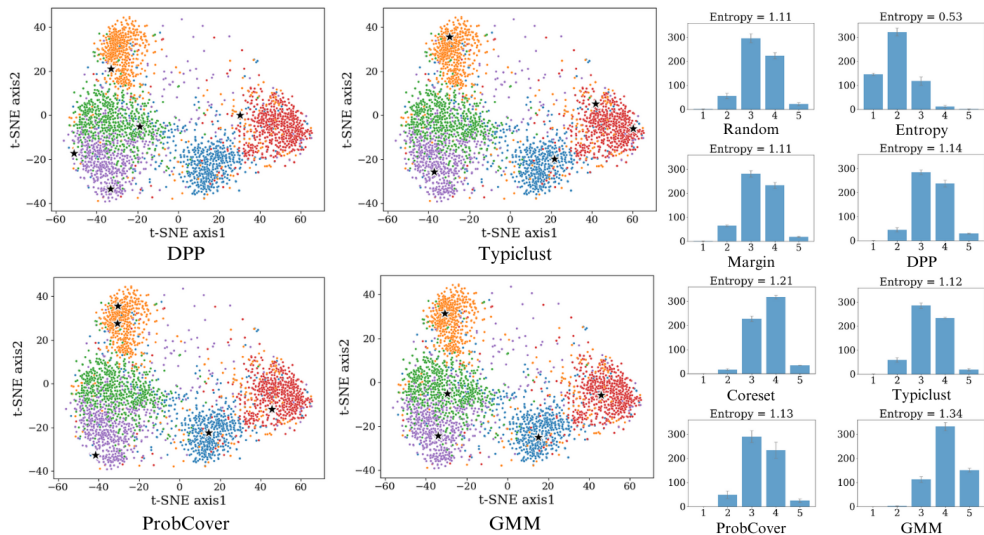 40
20
0
−20
−40
t-SNE axis2
−60 −40 −20 0 20 40 60
t-SNE axis1
DPP
40
20
0
−20
−40
t-SNE axis2
−60 −40 −20 0 20 40 60
t-SNE axis1
Typiclust
40
20
0
−20
−40
t-SNE axis2
−60 −40 −20 0 20 40 60
t-SNE axis1
ProbCover
40
20
0
−20
−40
t-SNE axis2
−60 −40 −20 0 20 40 60
t-SNE axis1
GMM
Entropy = 1.11
300
200
100
0
1 2 3 4 5
Random
Entropy = 0.53
300
200
100
0
1 2 3 4 5
Entropy
Entropy = 1.11
300
200
100
0
1 2 3 4 5
Margin
Entropy = 1.14
300
200
100
0
1 2 3 4 5
DPP
Entropy = 1.21
300
200
100
0
1 2 3 4 5
Coreset
Entropy = 1.12
300
200
100
0
1 2 3 4 5
Typiclust
Entropy = 1.13
300
200
100
0
1 2 3 4 5
ProbCover
Entropy = 1.34
300
200
100
0
1 2 3 4 5
GMM